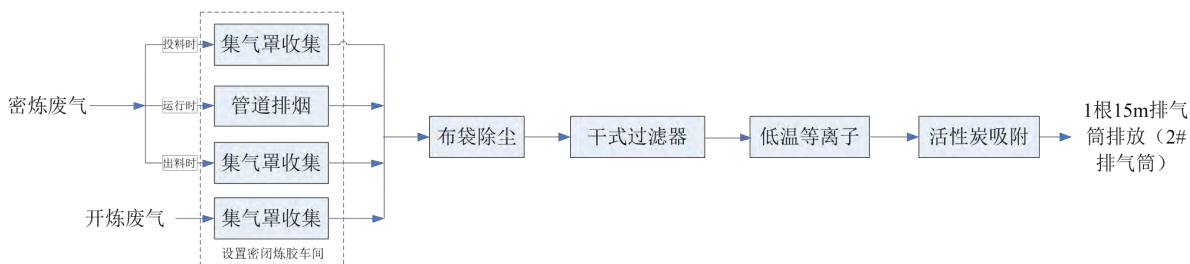 密炼废气
投料时
集气罩收集
运行时
管道排烟
出料时
集气罩收集
开炼废气
集气罩收集
设置密闭炼胶车间
布袋除尘
干式过滤器
低温等离子
活性炭吸附
1根15m排气
筒排放（2#
排气筒）